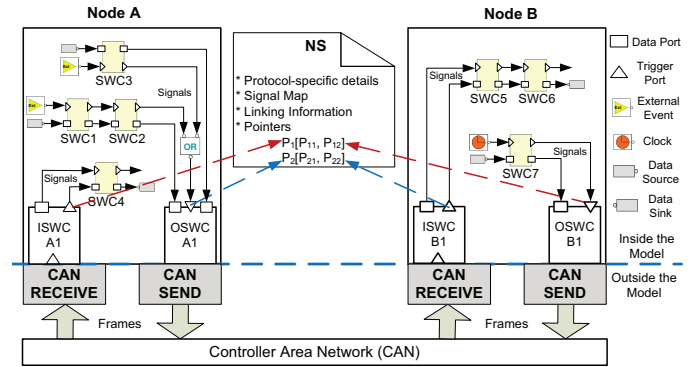 Node A
Node B
NS
* Protocol-specific details
* Signal Map
* Linking Information
* Pointers
P1[P11, P12]
P2[P21, P22]
Ext
SWC3
Signals
Ext
SWC1
SWC2
OR
Signals
SWC4
ISWC
A1
OSWC
A1
CAN
RECEIVE
CAN
SEND
Frames
Signals
SWC5
SWC6
Signals
SWC7
ISWC
B1
OSWC
B1
CAN
RECEIVE
CAN
SEND
Frames
Controller Area Network (CAN)
Data Port
Trigger
Port
Ext
External
Event
Clock
Data
Source
Data
Sink
Inside the
Model
Outside the
Model